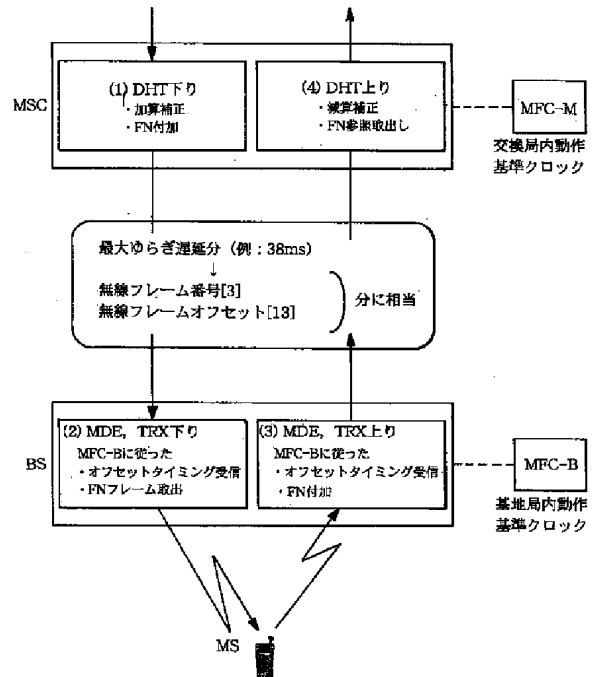 MSC
(1) DHT下り
・加算補正
・FN付加
(4) DHT上り
・減算補正
・FN参照取出し
MFC-M
交換局内動作
基準クロック
最大ゆらぎ遅延分(例:38ms)
↓
無線フレーム番号[3]
無線フレームオフセット[13]
分に相当
BS
(2) MDE, TRX下り
MFC-Bに従った
・オフセットタイミング受信
・FNフレーム取出
(3) MDE, TRX上り
MFC-Bに従った
・オフセットタイミング受信
・FN付加
MFC-B
基地局内動作
基準クロック
MS